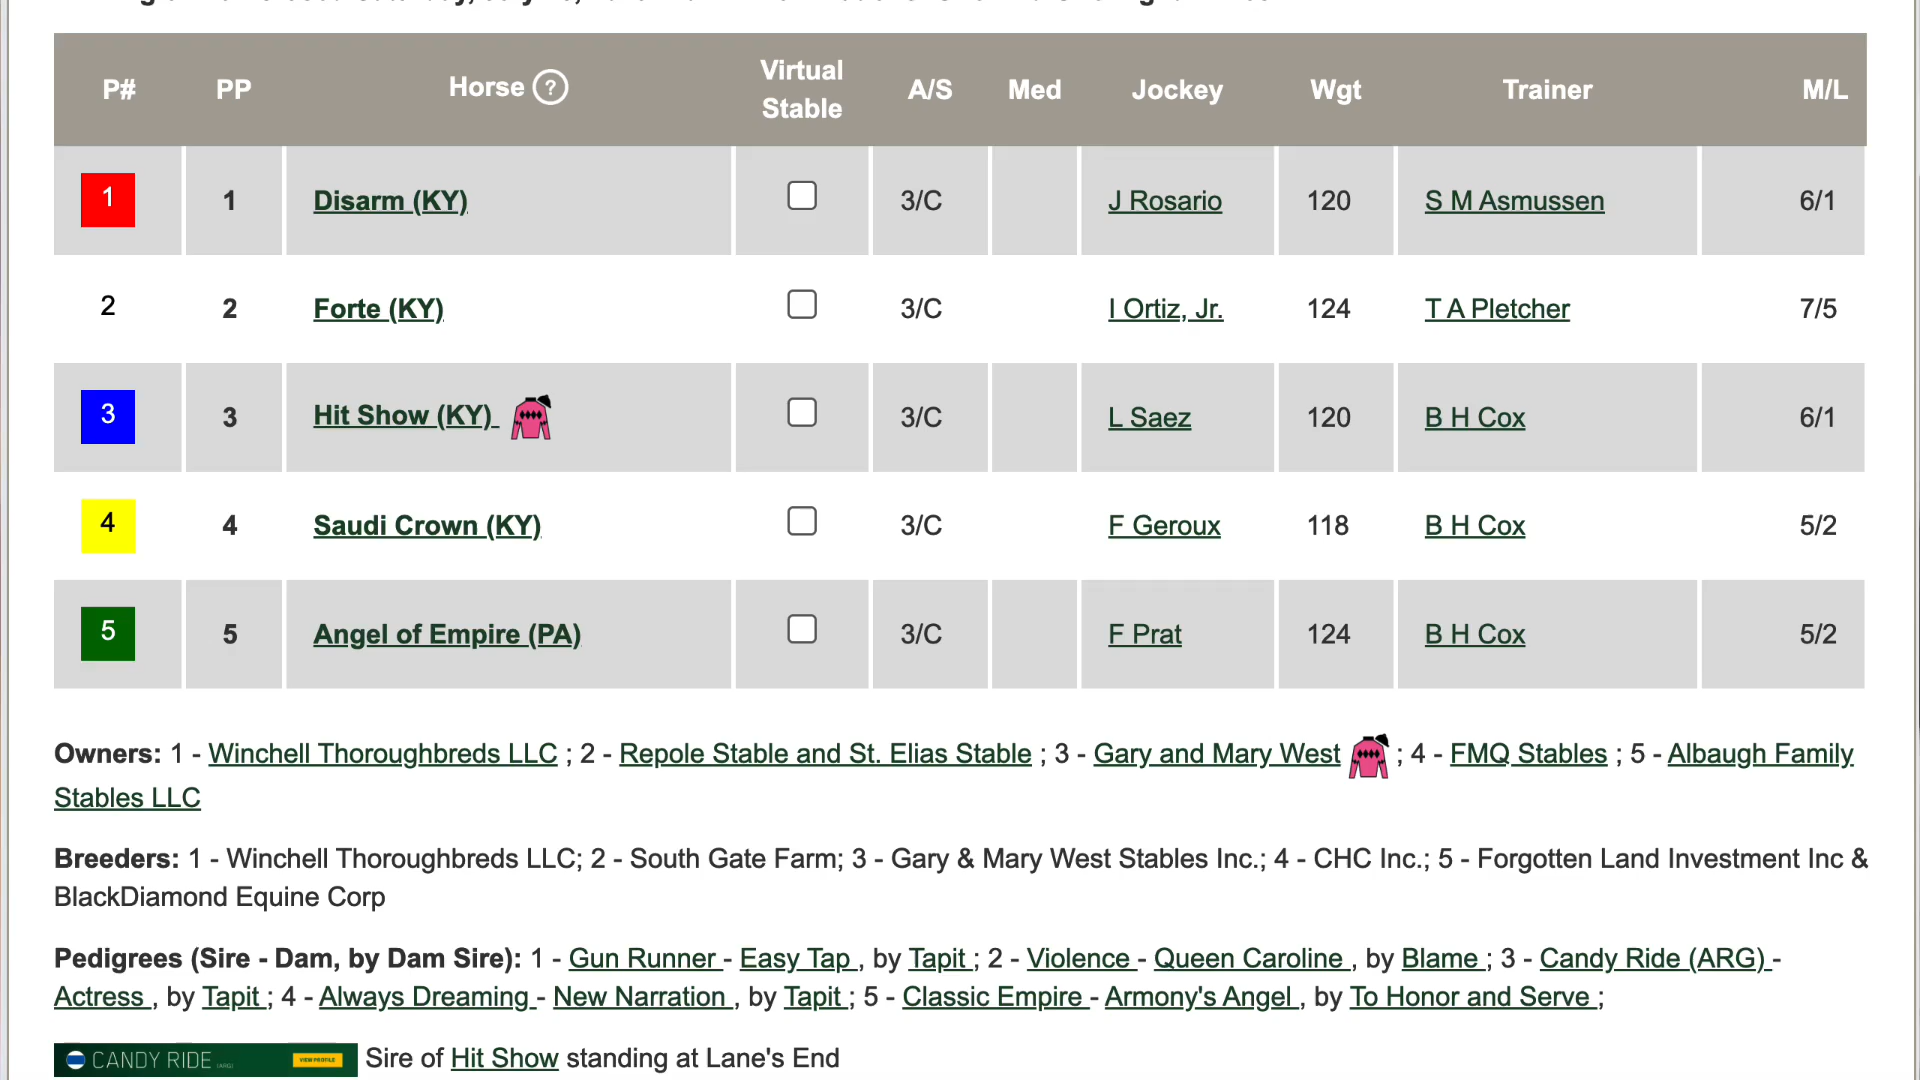 P# PP Horse ? Virtual Stable A/S Med Jockey Wgt Trainer M/L
1 1 Disarm (KY) 3/C J Rosario 120 S M Asmussen 6/1
2 2 Forte (KY) 3/C I Ortiz, Jr. 124 T A Pletcher 7/5
3 3 Hit Show (KY) 3/C L Saez 120 B H Cox 6/1
4 4 Saudi Crown (KY) 3/C F Geroux 118 B H Cox 5/2
5 5 Angel of Empire (PA) 3/C F Prat 124 B H Cox 5/2
Owners: 1 - Winchell Thoroughbreds LLC ; 2 - Repole Stable and St. Elias Stable ; 3 - Gary and Mary West ; 4 - FMQ Stables ; 5 - Albaugh Family
Stables LLC
Breeders: 1 - Winchell Thoroughbreds LLC; 2 - South Gate Farm; 3 - Gary & Mary West Stables Inc.; 4 - CHC Inc.; 5 - Forgotten Land Investment Inc &
BlackDiamond Equine Corp
Pedigrees (Sire - Dam, by Dam Sire): 1 - Gun Runner - Easy Tap , by Tapit ; 2 - Violence - Queen Caroline , by Blame ; 3 - Candy Ride (ARG) -
Actress , by Tapit ; 4 - Always Dreaming - New Narration , by Tapit ; 5 - Classic Empire - Armony's Angel , by To Honor and Serve ;
CANDY RIDE (ARG) VIEW PROFILE Sire of Hit Show standing at Lane's End